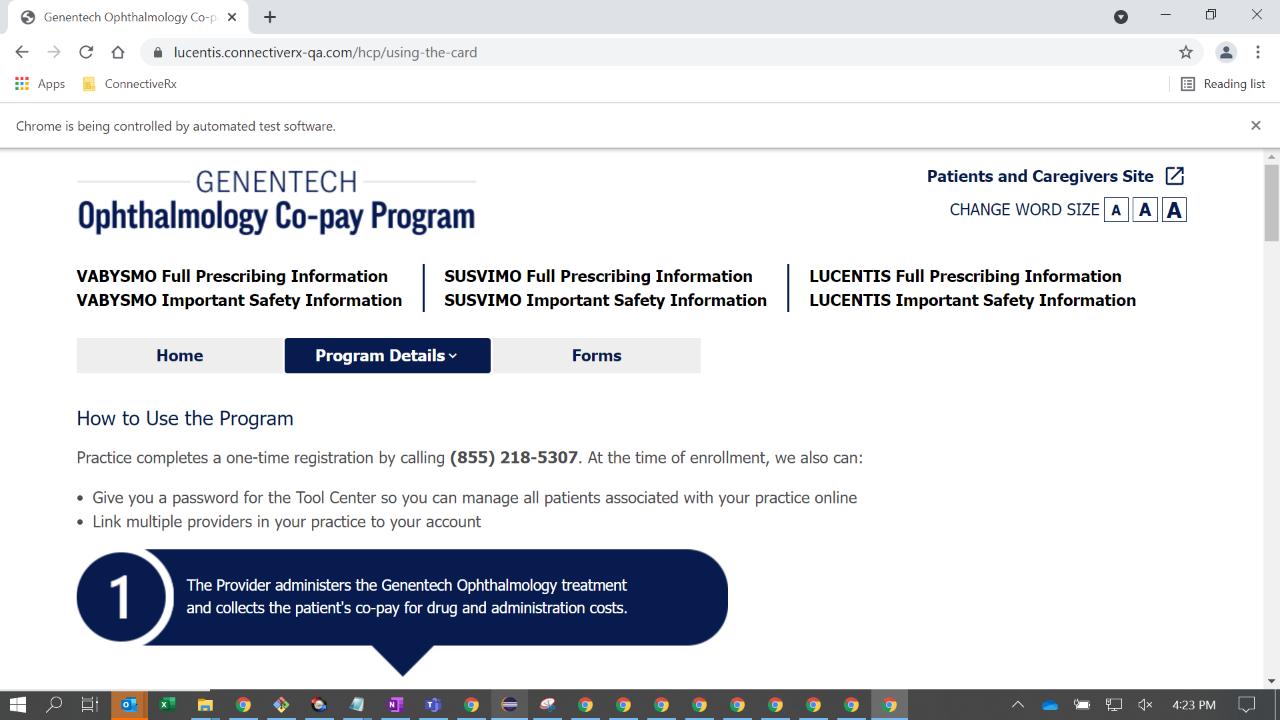 Genentech Ophthalmology Co-p
lucentis.connectiverx-qa.com/hcp/using-the-card
Apps
ConnectiveRx
Reading list
Chrome is being controlled by automated test software.
GENENTECH
Ophthalmology Co-pay Program
Patients and Caregivers Site
CHANGE WORD SIZE A A A
VABYSMO Full Prescribing Information
VABYSMO Important Safety Information
SUSVIMO Full Prescribing Information
SUSVIMO Important Safety Information
LUCENTIS Full Prescribing Information
LUCENTIS Important Safety Information
Home
Program Details
Forms
How to Use the Program
Practice completes a one-time registration by calling (855) 218-5307. At the time of enrollment, we also can:
• Give you a password for the Tool Center so you can manage all patients associated with your practice online
• Link multiple providers in your practice to your account
1
The Provider administers the Genentech Ophthalmology treatment
and collects the patient's co-pay for drug and administration costs.
4:23 PM